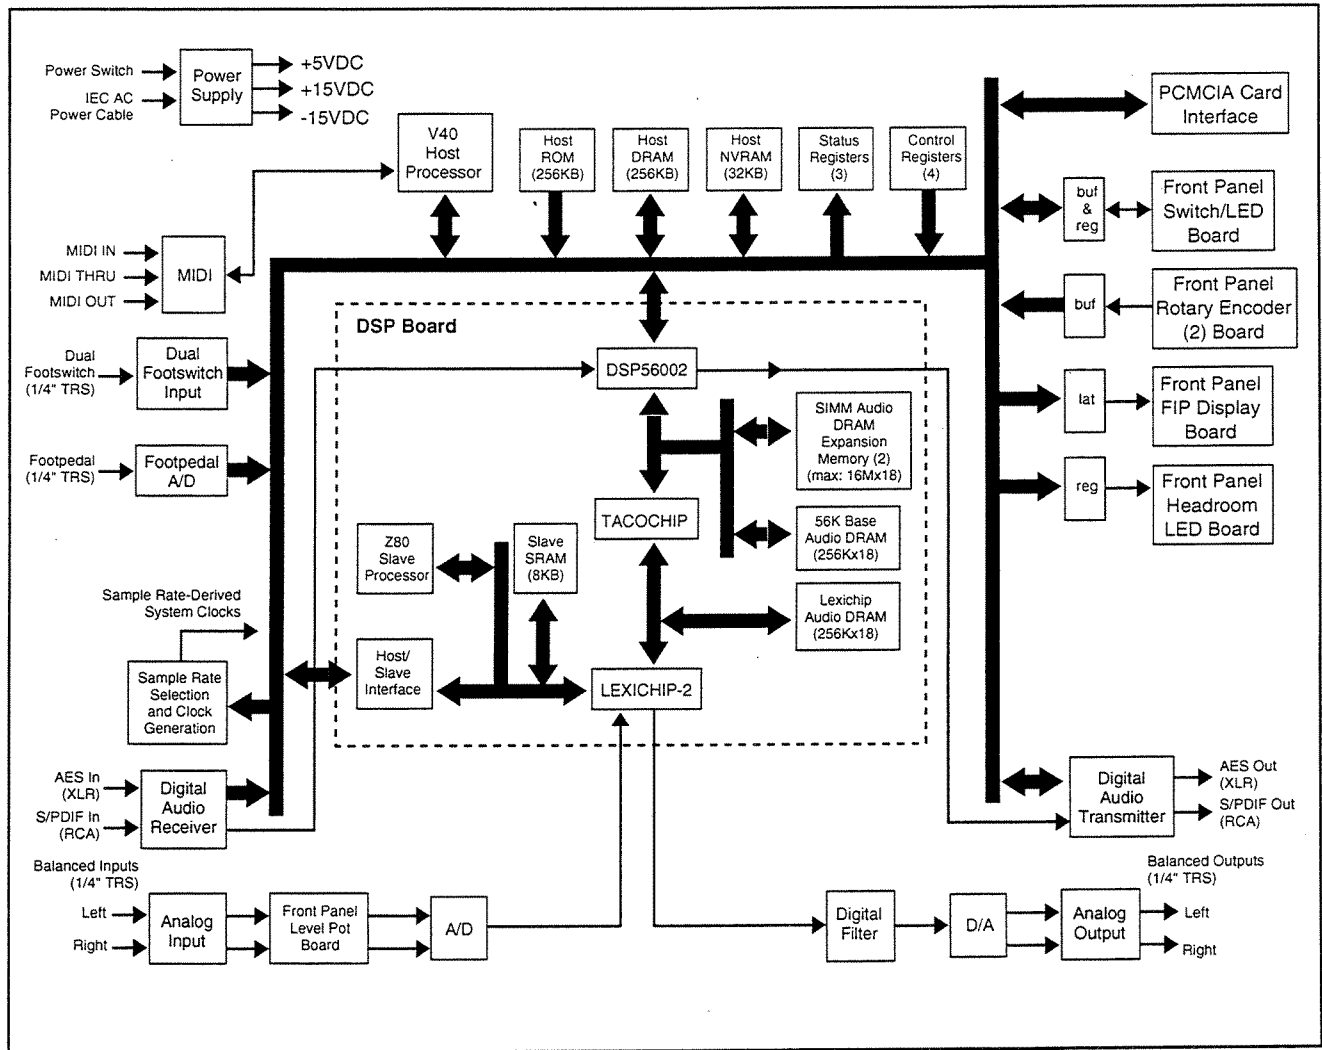 Power Switch
IEC AC
Power Cable
Power
Supply
+5VDC
+15VDC
-15VDC
V40
Host
Processor
Host
ROM
(256KB)
Host
DRAM
(256KB)
Host
NVRAM
(32KB)
Status
Registers
(3)
Control
Registers
(4)
PCMCIA Card
Interface
buf
&
reg
Front Panel
Switch/LED
Board
buf
Front Panel
Rotary Encoder
(2) Board
lat
Front Panel
FIP Display
Board
reg
Front Panel
Headroom
LED Board
MIDI IN
MIDI THRU
MIDI OUT
MIDI
Dual
Footswitch
(1/4" TRS)
Dual
Footswitch
Input
Footpedal
(1/4" TRS)
Footpedal
A/D
DSP Board
DSP56002
SIMM Audio
DRAM
Expansion
Memory (2)
(max: 16Mx18)
TACOCHIP
56K Base
Audio DRAM
(256Kx18)
Z80
Slave
Processor
Slave
SRAM
(8KB)
Lexichip
Audio DRAM
(256Kx18)
Host/
Slave
Interface
LEXICHIP-2
Sample Rate-Derived
System Clocks
Sample Rate
Selection
and Clock
Generation
AES In
(XLR)
S/PDIF In
(RCA)
Digital
Audio
Receiver
Digital
Audio
Transmitter
AES Out
(XLR)
S/PDIF Out
(RCA)
Balanced Inputs
(1/4" TRS)
Left
Right
Analog
Input
Front Panel
Level Pot
Board
A/D
Digital
Filter
D/A
Analog
Output
Balanced Outputs
(1/4" TRS)
Left
Right